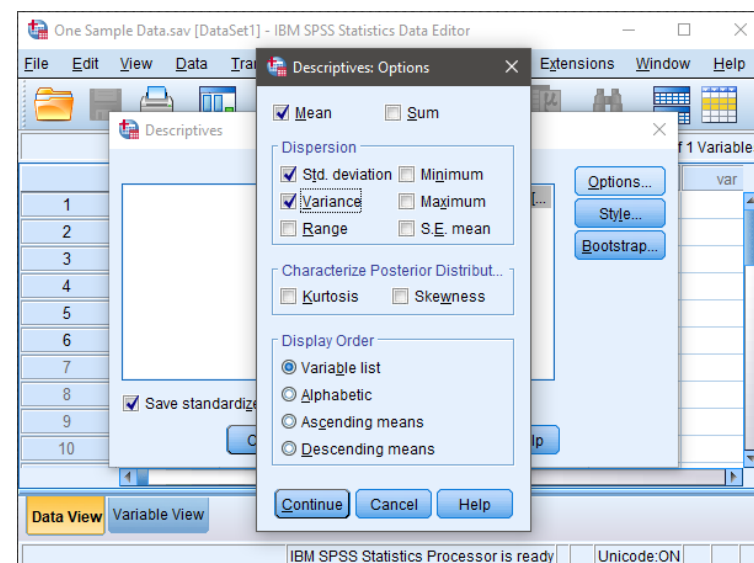 One Sample Data.sav [DataSet1] - IBM SPSS Statistics Data Editor
File Edit View Data Extensions Window Help
Descriptives: Options
Mean Sum
Dispersion
Std. deviation Minimum
Variance Maximum
Range S.E. mean
Characterize Posterior Distribut...
Kurtosis Skewness
Display Order
Variable list
Alphabetic
Ascending means
Descending means
Continue Cancel Help
Descriptives
[...
Options...
Style...
Bootstrap...
1 Variable
var
1
2
3
4
5
6
7
8
9
10
Data View Variable View
IBM SPSS Statistics Processor is ready Unicode:ON